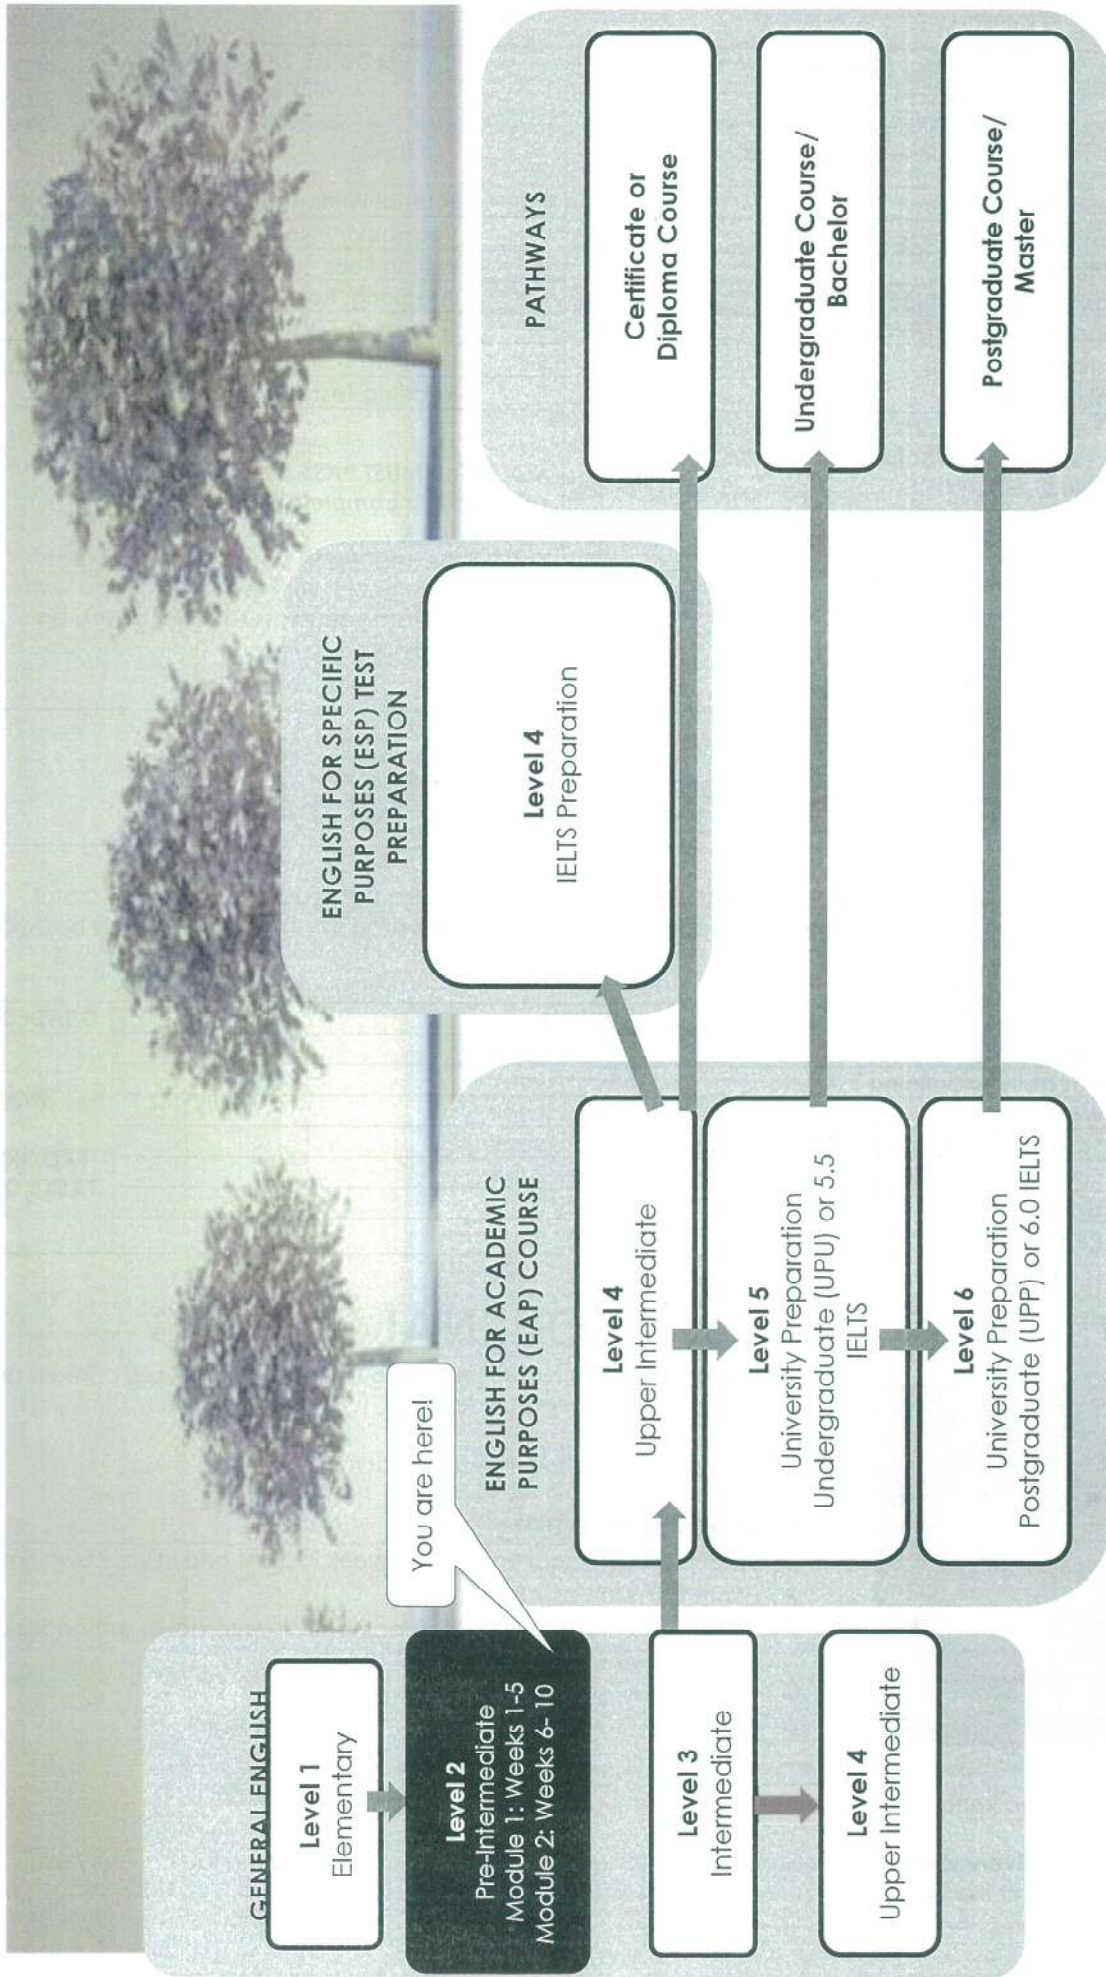 GENERAL ENGLISH
Level 1
Elementary
Level 2
Pre-Intermediate
Module 1: Weeks 1-5
Module 2: Weeks 6- 10
You are here!
Level 3
Intermediate
Level 4
Upper Intermediate
ENGLISH FOR ACADEMIC
PURPOSES (EAP) COURSE
Level 4
Upper Intermediate
Level 5
University Preparation
Undergraduate (UPU) or 5.5
IELTS
Level 6
University Preparation
Postgraduate (UPP) or 6.0 IELTS
ENGLISH FOR SPECIFIC
PURPOSES (ESP) TEST
PREPARATION
Level 4
IELTS Preparation
PATHWAYS
Certificate or
Diploma Course
Undergraduate Course/
Bachelor
Postgraduate Course/
Master